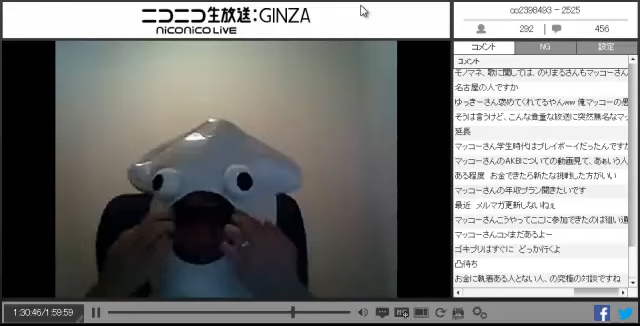 ニコニコ生放送:GINZA
niconico LIVE
co2398493 - 2525
292
456
コメント
NG
設定
コメント
モノマネ、歌に関しては、のりまるさんもマッコーさん
名古屋の人ですか
ゆっきーさん褒めてくれてるやんww 俺マッコーの
そうは言うけど、こんな貴重な放送に突然無名なマッ
延長
マッコーさん学生時代はプレイボーイだったんですか
マッコーさんのAKBについての動画見て、あぁいう人
ある程度 お金できたら新たな挑戦した方がいい
マッコーさんの年収プラン聞きたいです
最近 メルマガ更新しないねぇ
マッコーさんこうやってここに参加できたのは狙い通
マッコーさんコメまだあるよー
ゴキブリはすぐに どっか行くよ
凸待ち
お金に執着ある人とない人、の究極の対談ですね
1:30:46/1:59:59